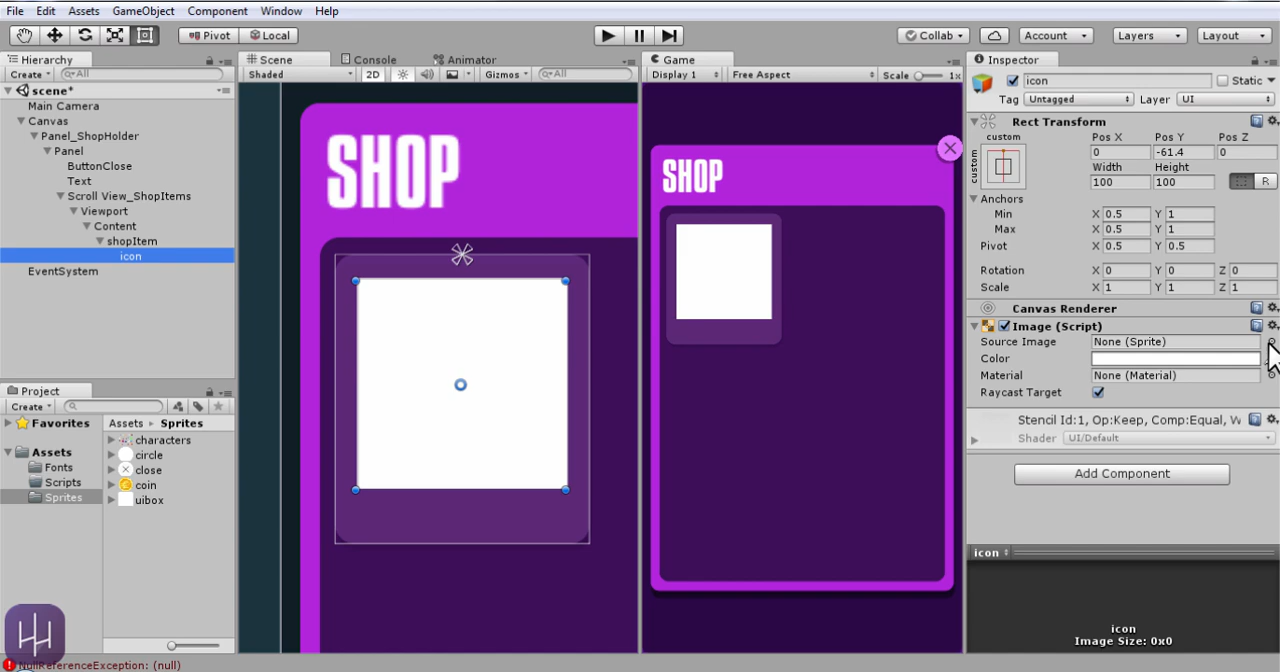 File Edit Assets GameObject Component Window Help
Pivot Local Collab Account Layers Layout
Hierarchy
Create All
scene*
Main Camera
Canvas
Panel_ShopHolder
Panel
ButtonClose
Text
Scroll View_ShopItems
Viewport
Content
shopItem
icon
EventSystem
Project
Create
Favorites
Assets
Fonts
Scripts
Sprites
Assets Sprites
characters
circle
close
coin
uibox
Scene Console Animator
Shaded 2D Gizmos All
SHOP
Game
Display 1 Free Aspect Scale 1x
SHOP
Inspector
icon Static
Tag Untagged Layer UI
Rect Transform
custom Pos X Pos Y Pos Z
custom 0 -61.4 0
Width Height
100 100 R
Anchors
Min X 0.5 Y 1
Max X 0.5 Y 1
Pivot X 0.5 Y 0.5
Rotation X 0 Y 0 Z 0
Scale X 1 Y 1 Z 1
Canvas Renderer
Image (Script)
Source Image None (Sprite)
Color
Material None (Material)
Raycast Target
Stencil Id:1, Op:Keep, Comp:Equal, W
Shader UI/Default
Add Component
icon
icon
Image Size: 0x0
NullReferenceException: (null)